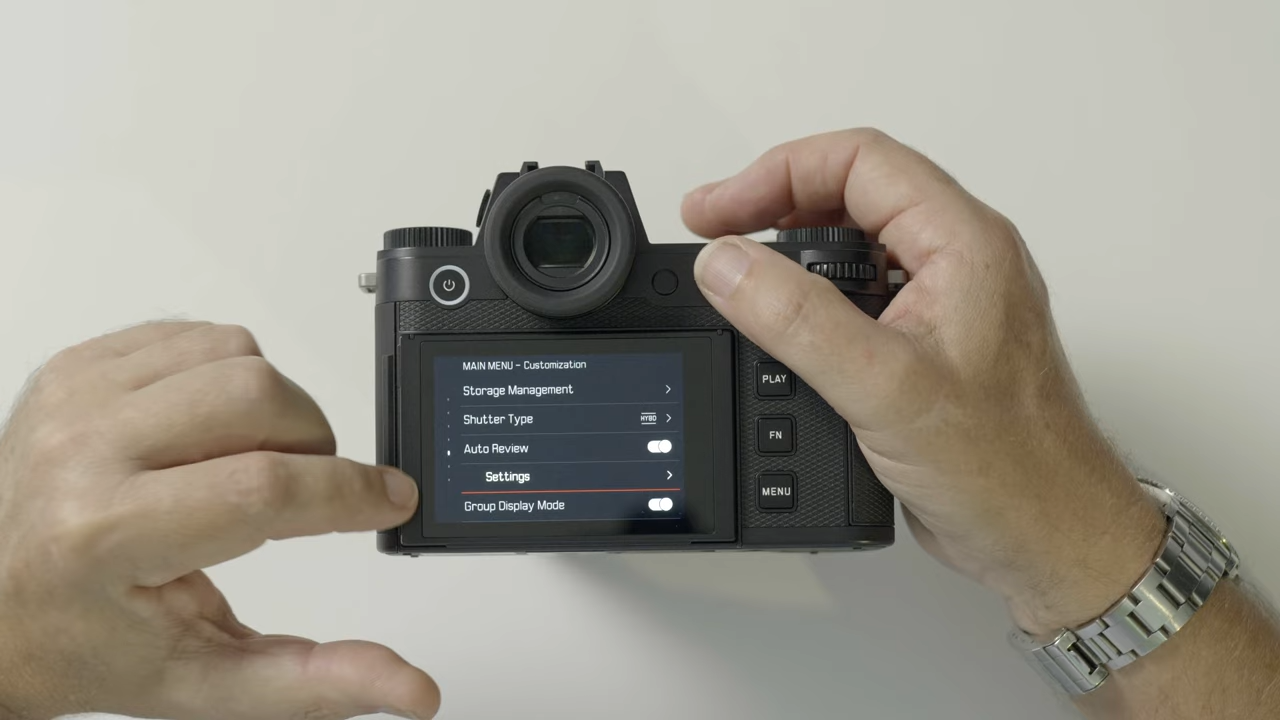 MAIN MENU - Customization
Storage Management
Shutter Type HYBD
Auto Review
Settings
Group Display Mode
PLAY
FN
MENU